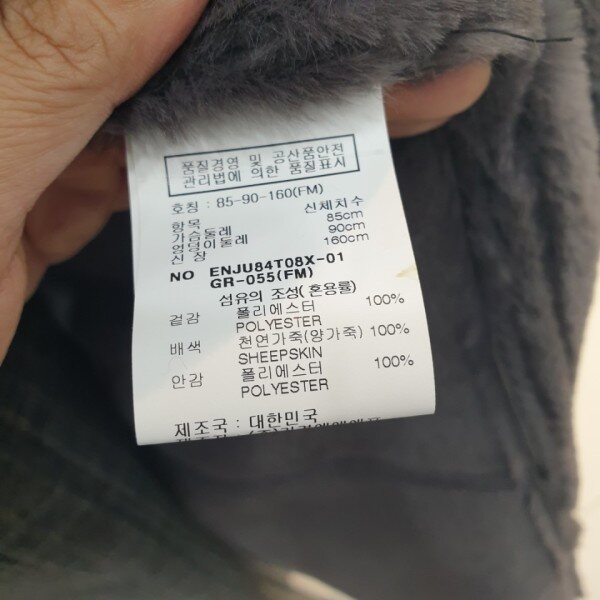 품질경영 및 공산품안전
관리법에 의한 품질표시
호칭 : 85-90-160(FM)
항목 신체치수
가슴둘레 85cm
엉덩이둘레 90cm
신장 160cm
NO ENJU84T08X-01
GR-055(FM)
섬유의 조성(혼용률)
겉감 폴리에스터 100%
POLYESTER
배색 천연가죽(양가죽) 100%
SHEEPSKIN
안감 폴리에스터 100%
POLYESTER
제조국 : 대한민국